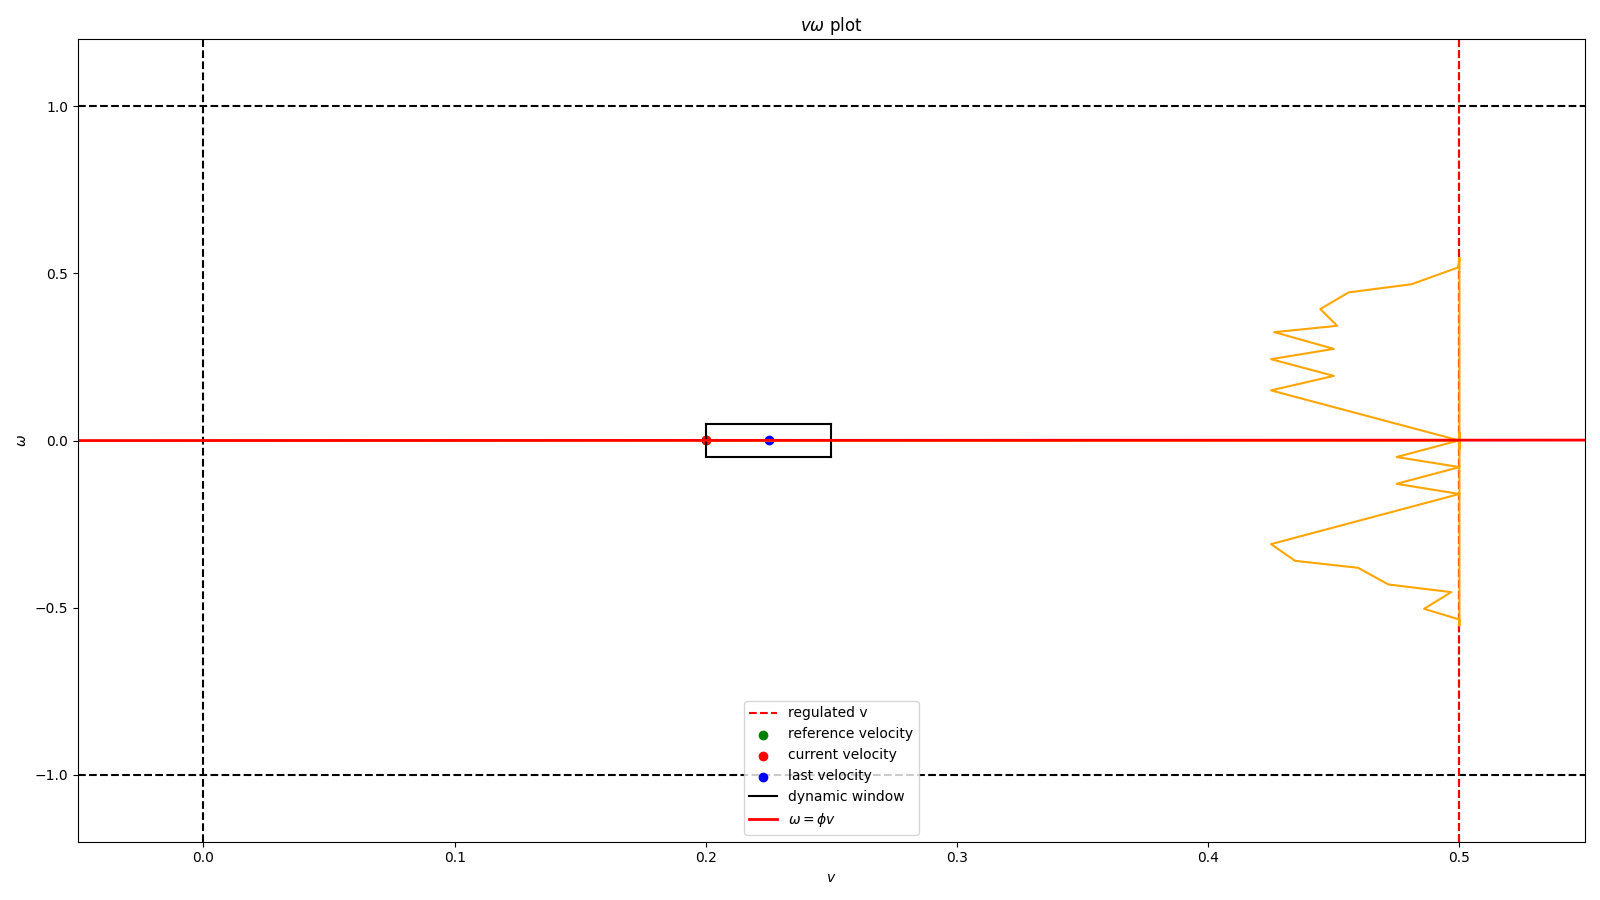 vω plot
1.0
0.5
0.0
−0.5
−1.0
ω
0.0 0.1 0.2 0.3 0.4 0.5
v
regulated v
reference velocity
current velocity
last velocity
dynamic window
ω = ϕv